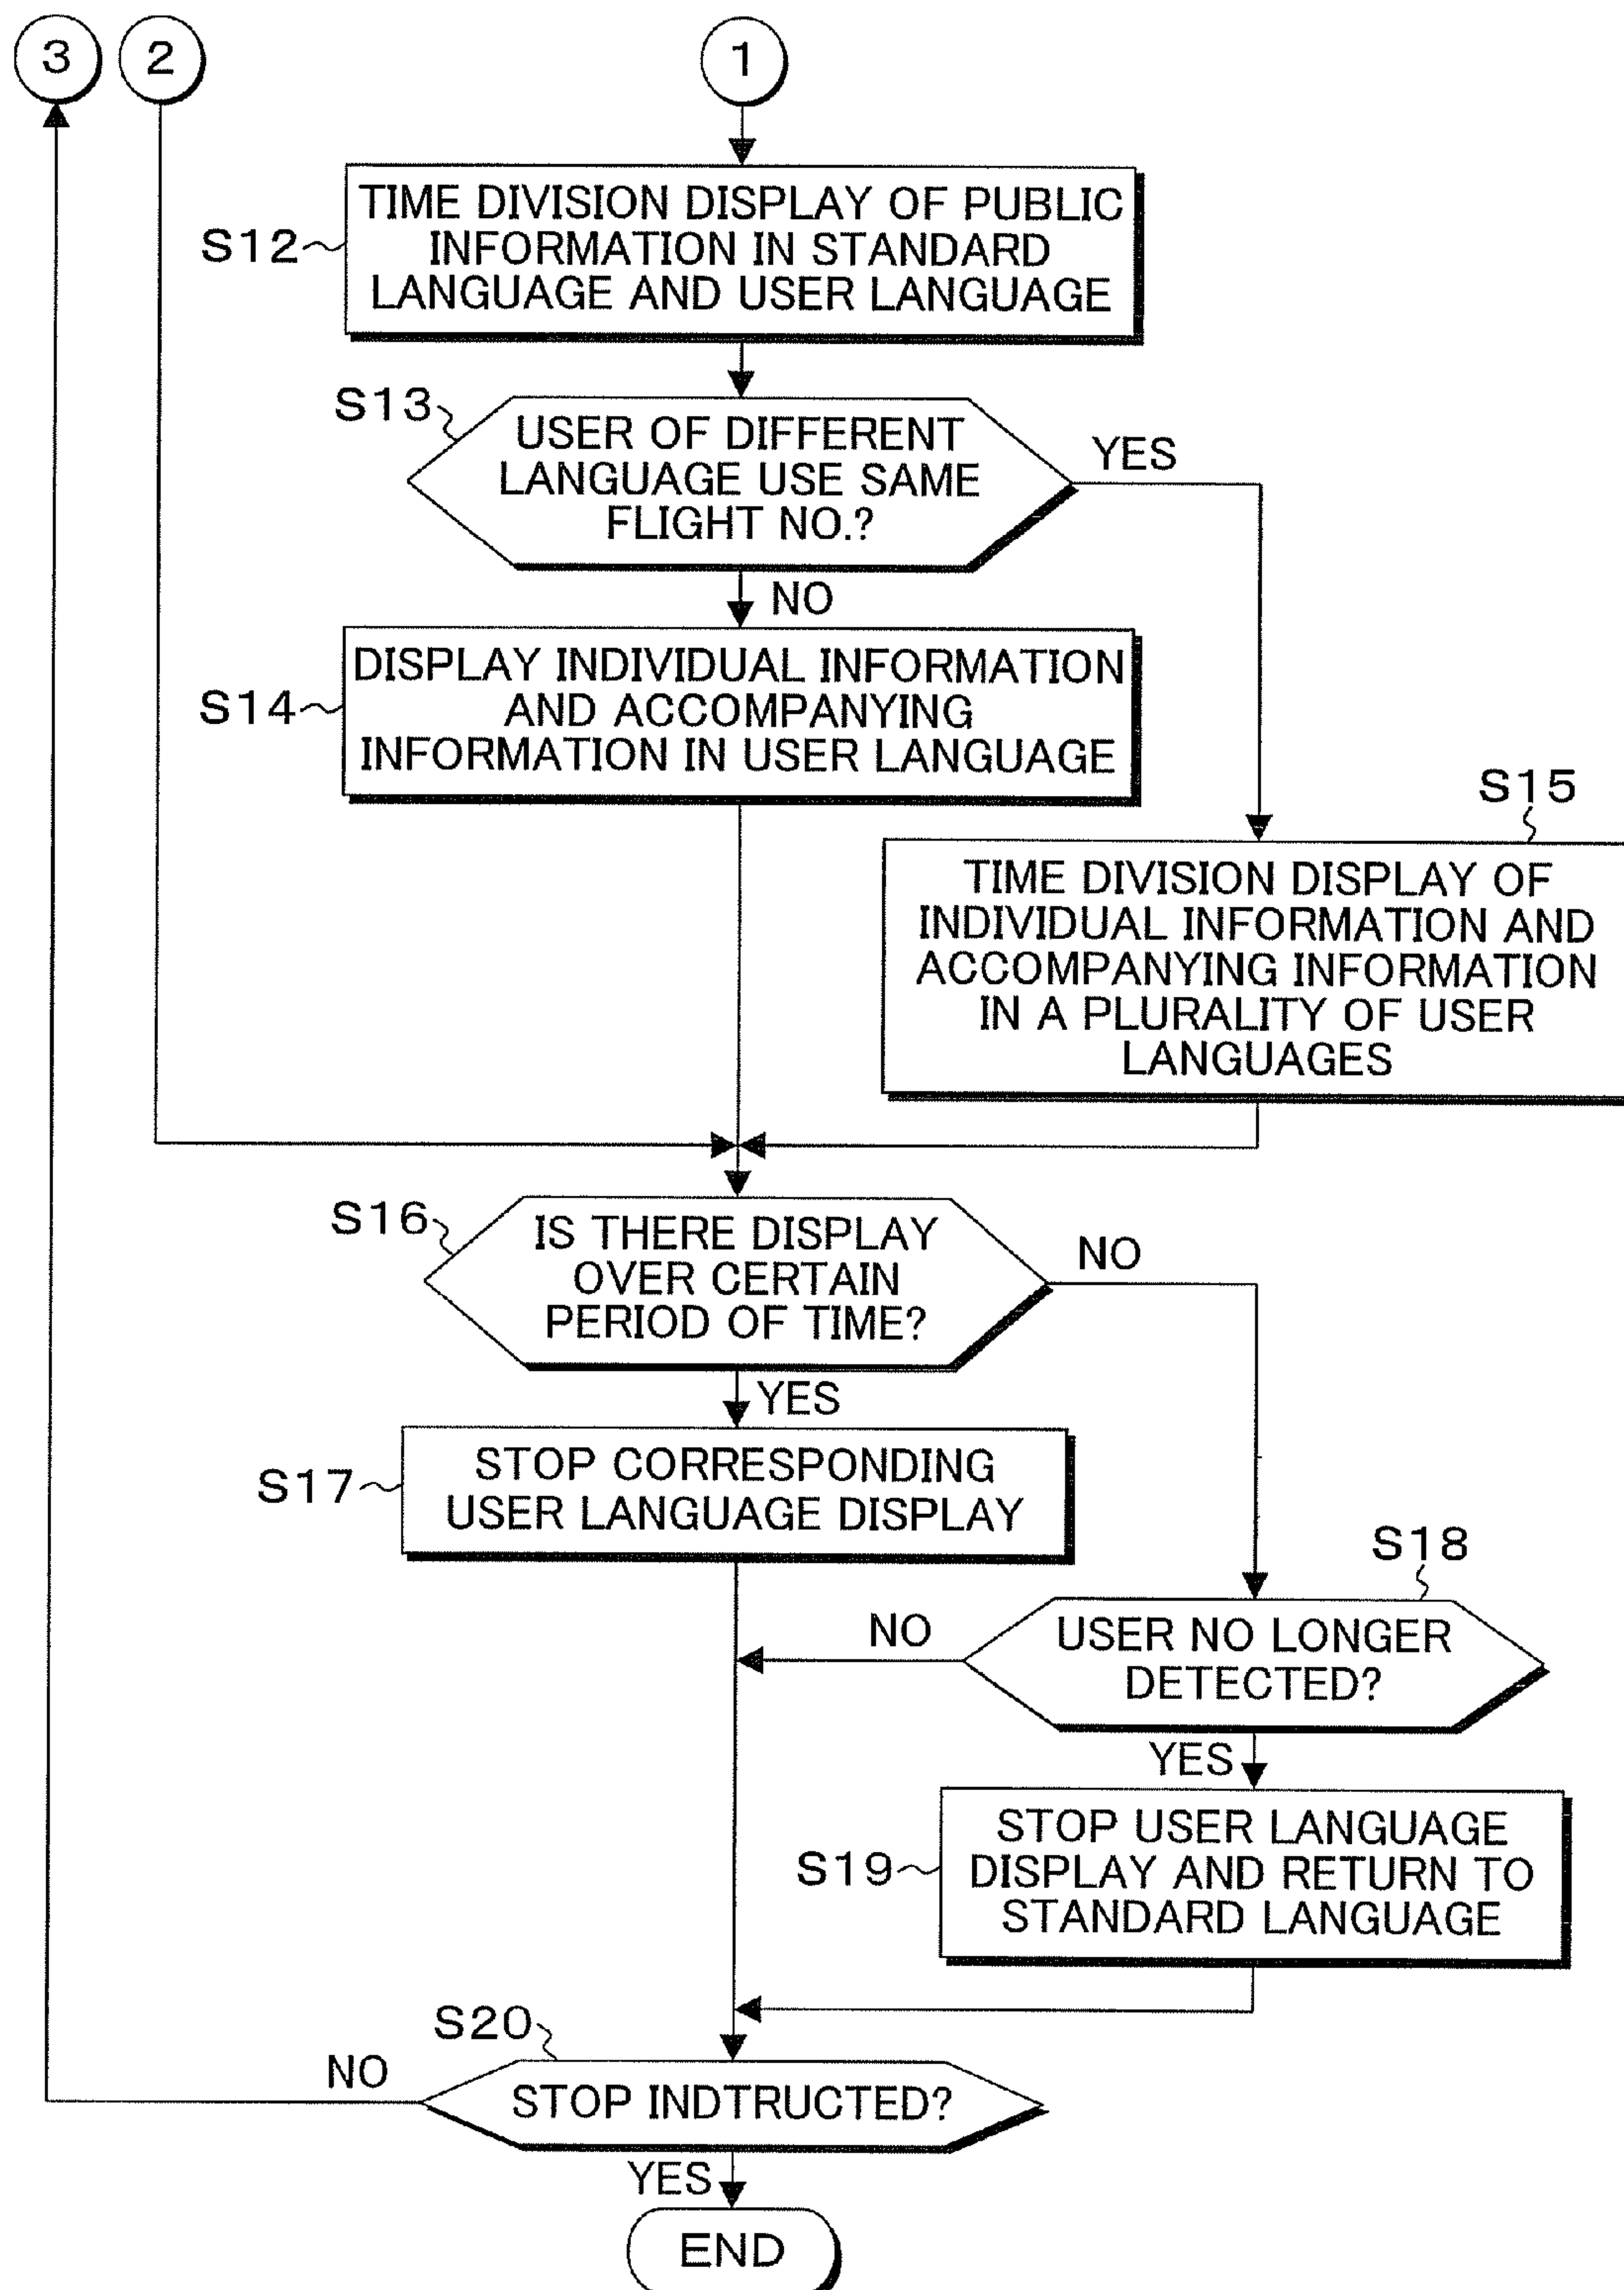 3
2
1
S12
TIME DIVISION DISPLAY OF PUBLIC
INFORMATION IN STANDARD
LANGUAGE AND USER LANGUAGE
S13
USER OF DIFFERENT
LANGUAGE USE SAME
FLIGHT NO.?
YES
NO
S14
DISPLAY INDIVIDUAL INFORMATION
AND ACCOMPANYING
INFORMATION IN USER LANGUAGE
S15
TIME DIVISION DISPLAY OF
INDIVIDUAL INFORMATION AND
ACCOMPANYING INFORMATION
IN A PLURALITY OF USER
LANGUAGES
S16
IS THERE DISPLAY
OVER CERTAIN
PERIOD OF TIME?
NO
YES
S17
STOP CORRESPONDING
USER LANGUAGE DISPLAY
S18
USER NO LONGER
DETECTED?
NO
YES
S19
STOP USER LANGUAGE
DISPLAY AND RETURN TO
STANDARD LANGUAGE
S20
STOP INDTRUCTED?
NO
YES
END